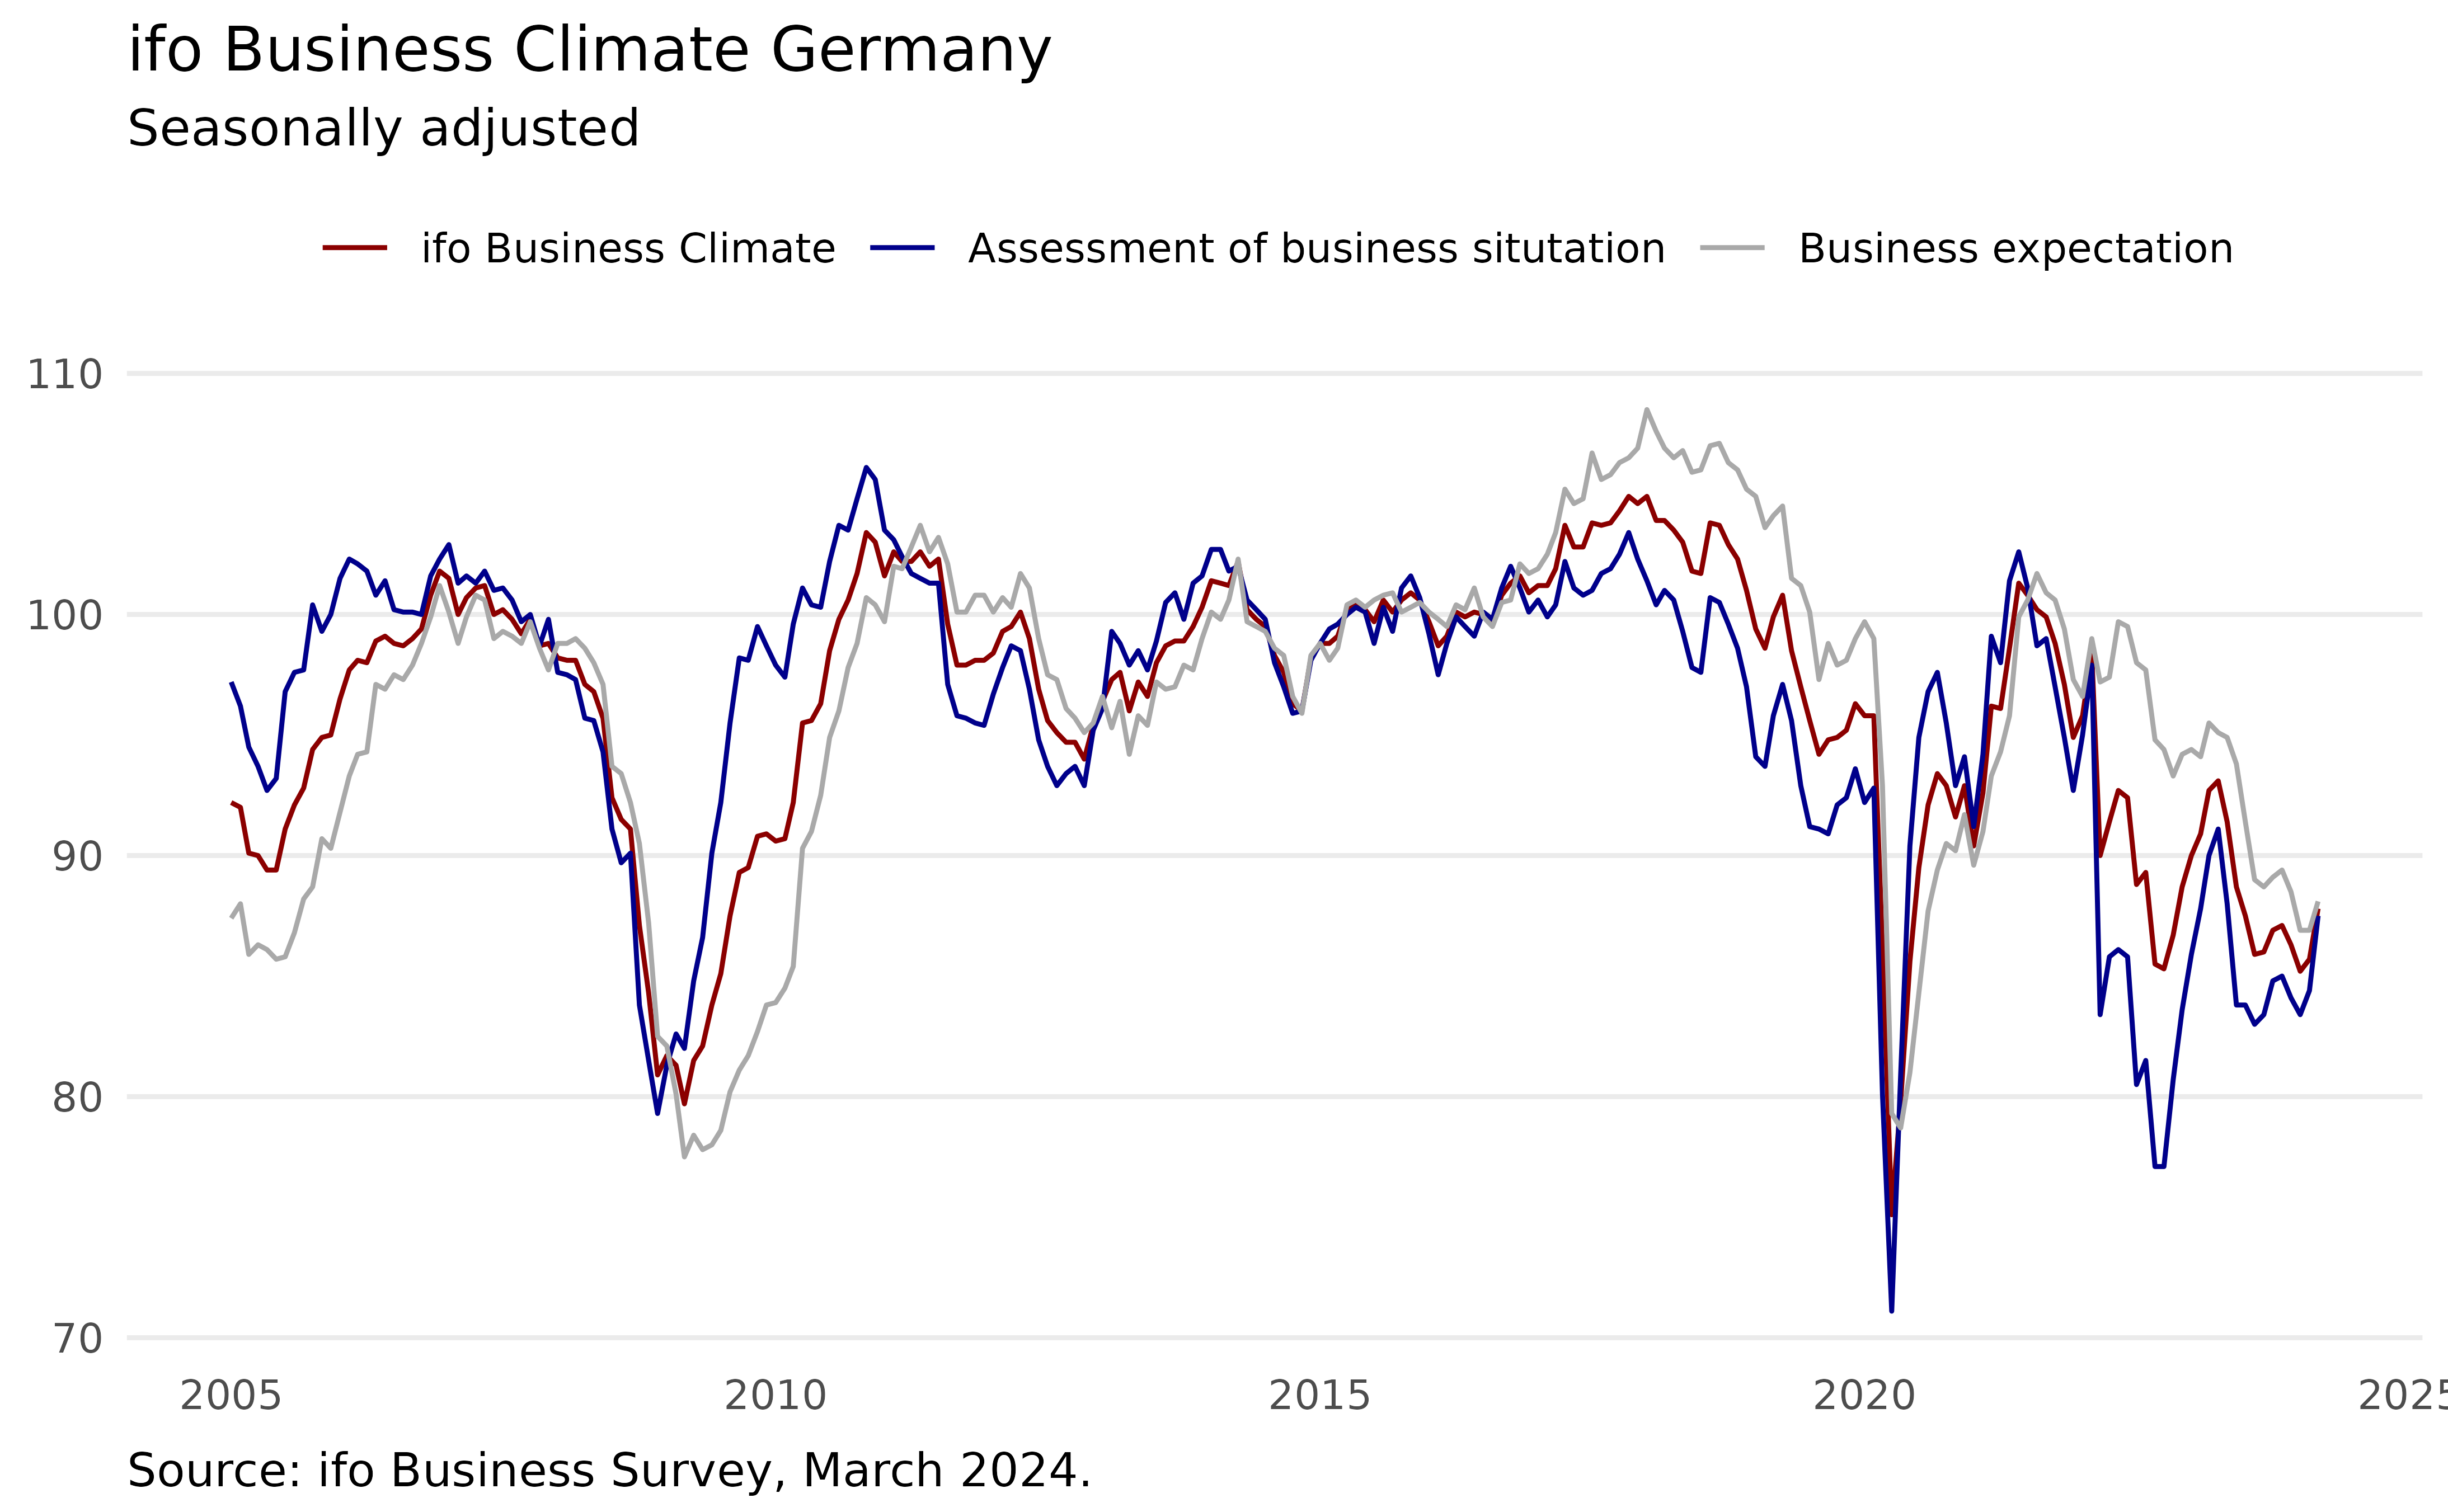 ifo Business Climate Germany
Seasonally adjusted
ifo Business Climate Assessment of business situtation Business expectation
110
100
90
80
70
2005 2010 2015 2020 2025
Source: ifo Business Survey, March 2024.